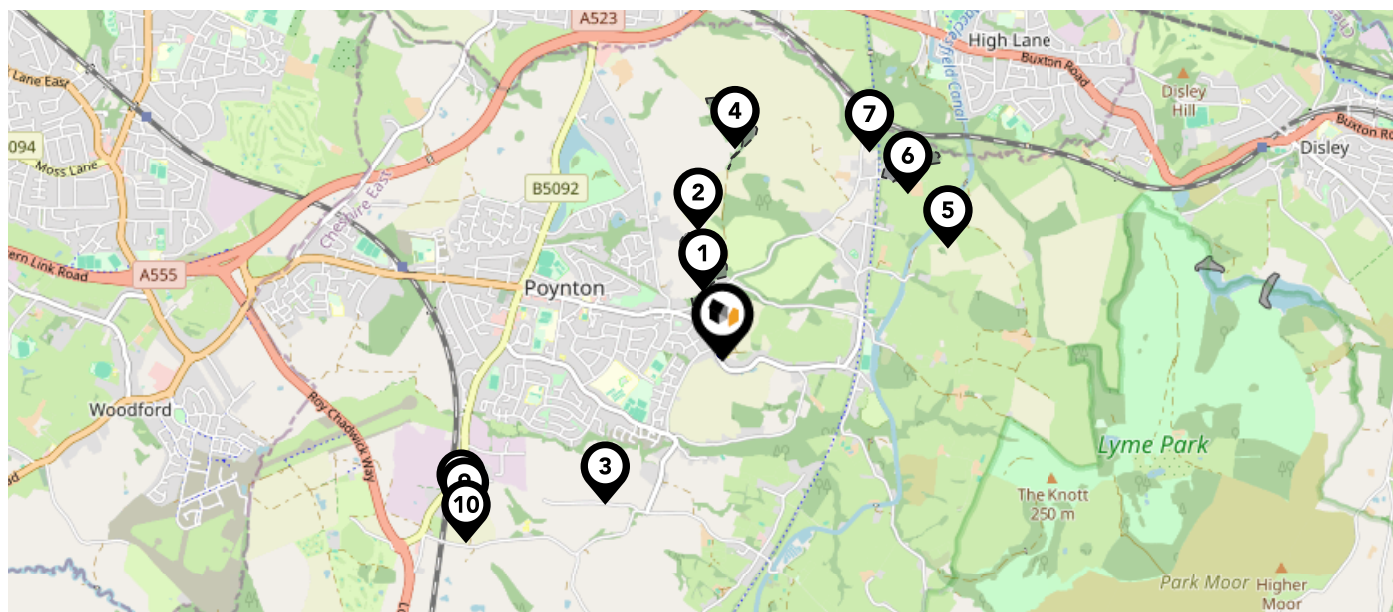 A523
High Lane
Buxton Road
Macclesfield Canal
Disley
Hill
Lane East
094
Moss Lane
4
7
6
Buxton Ro
Disley
B5092
2
5
Cheshire East
1
ern Link Road
A555
Poynton
Woodford
Roy Chadwick Way
Lyme Park
3
10
The Knott
250 m
Park Moor
Higher
Moor